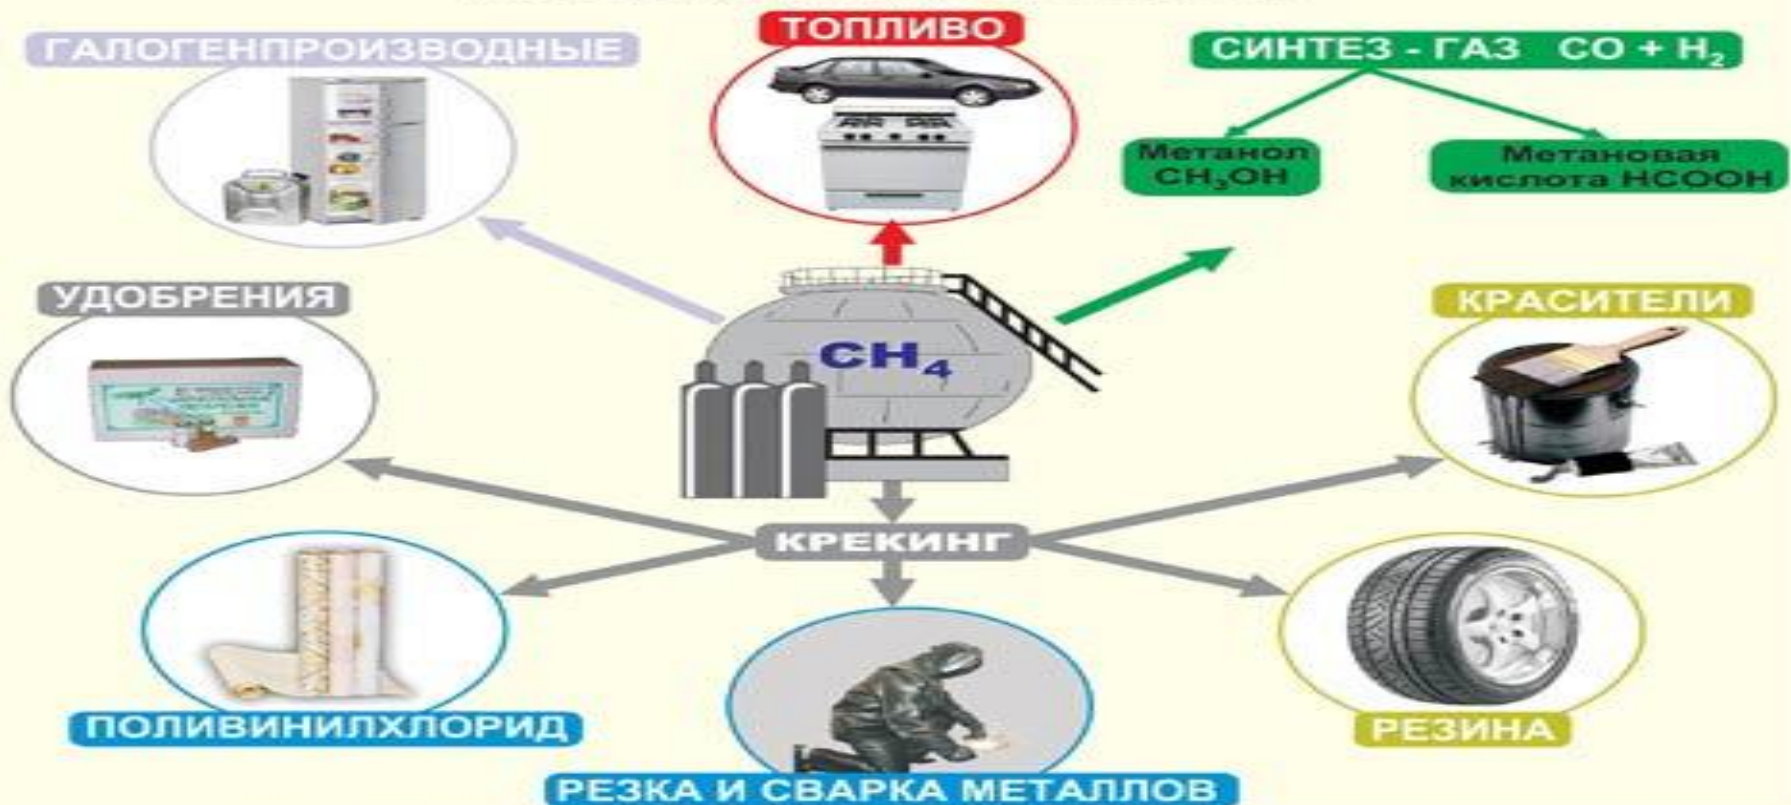 ГАЛОГЕНПРОИЗВОДНЫЕ
ТОПЛИВО
СИНТЕЗ - ГАЗ CO + H₂
Метанол
CH₃OH
Метановая
кислота HCOOH
УДОБРЕНИЯ
CH₄
КРАСИТЕЛИ
КРЕКИНГ
ПОЛИВИНИЛХЛОРИД
РЕЗИНА
РЕЗКА И СВАРКА МЕТАЛЛОВ